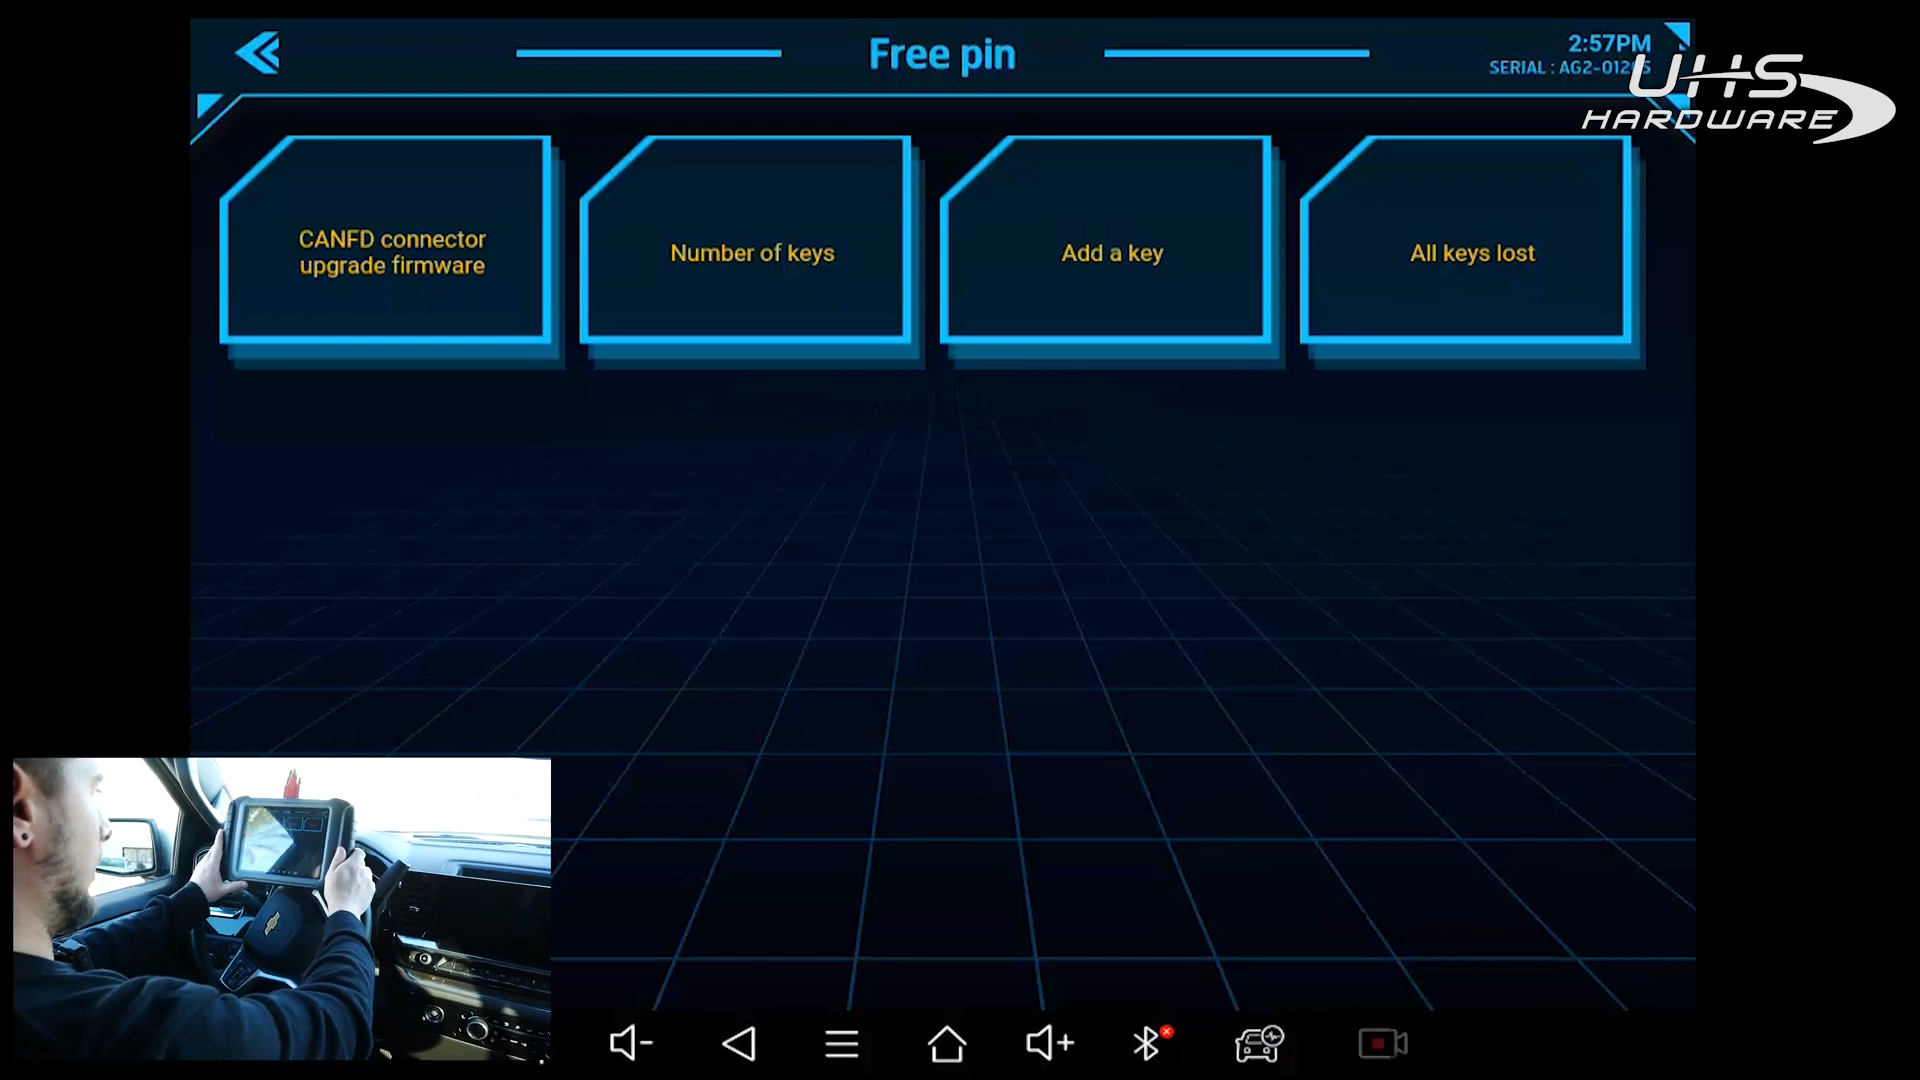 Free pin
2:57PM
SERIAL : AG2-012
UHS
HARDWARE
CANFD connector
upgrade firmware
Number of keys
Add a key
All keys lost